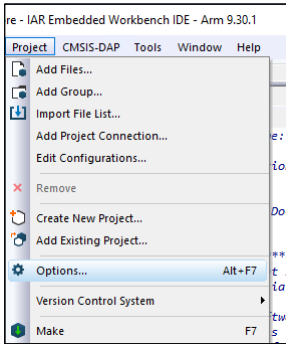 re - IAR Embedded Workbench IDE - Arm 9.30.1
Project CMSIS-DAP Tools Window Help
Add Files...
Add Group...
Import File List...
Add Project Connection...
Edit Configurations...
Remove
Create New Project...
Add Existing Project...
Options... Alt+F7
Version Control System
Make F7